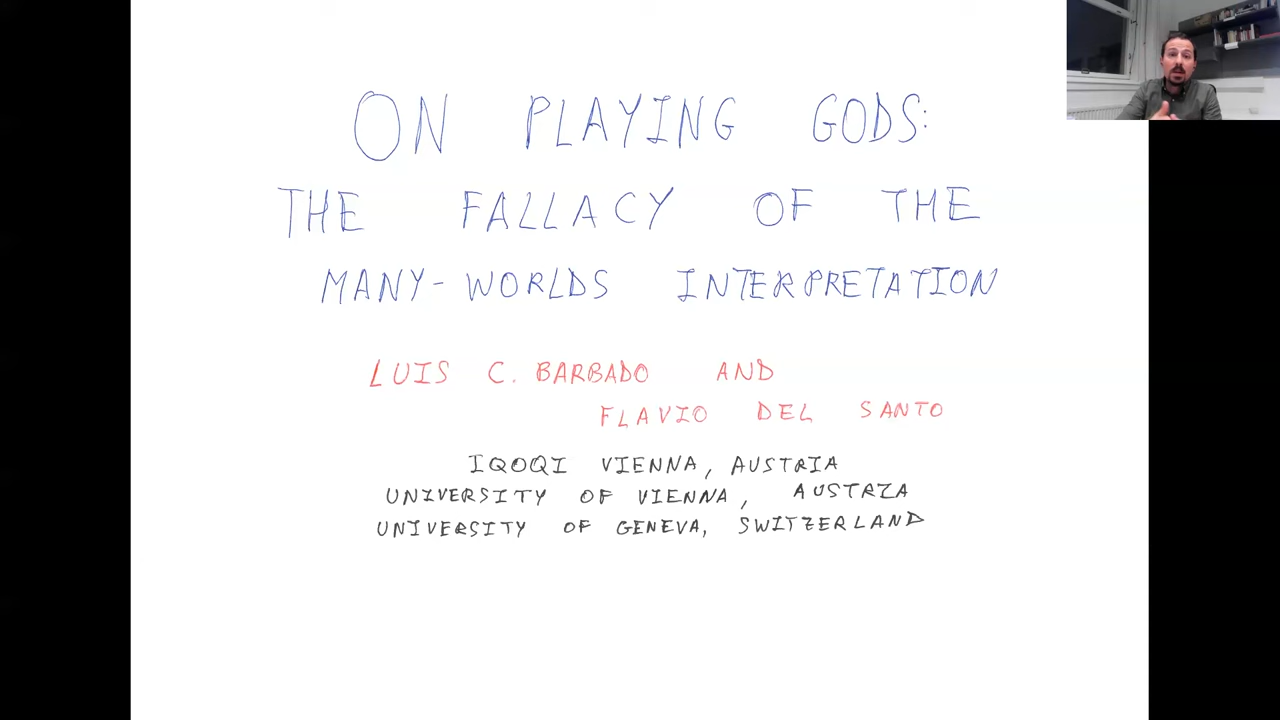 ON PLAYING GODS:
THE FALLACY OF THE
MANY-WORLDS INTERPRETATION
LUIS C. BARBADO AND
FLAVIO DEL SANTO
IQOQI VIENNA, AUSTRIA
UNIVERSITY OF VIENNA, AUSTRIA
UNIVERSITY OF GENEVA, SWITZERLAND